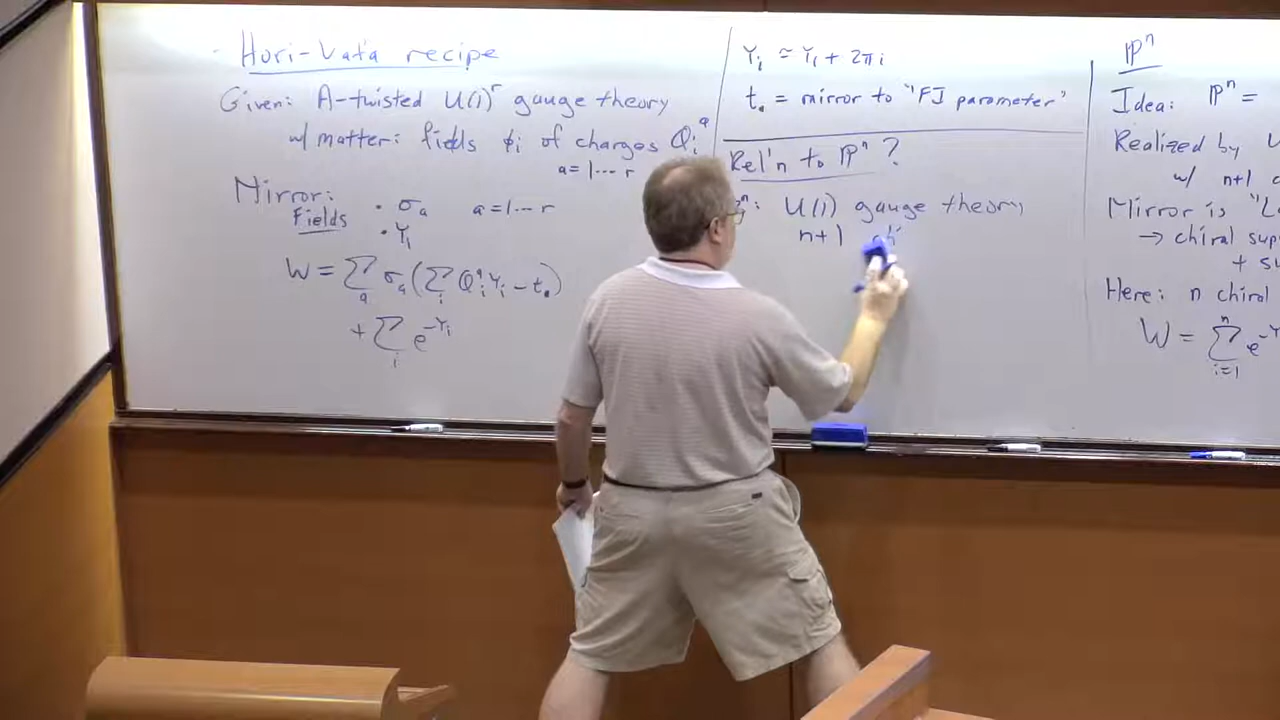 Hori-Vafa recipe
Given: A-twisted U(1)^r gauge theory
w/ matter: fields φ_i of charges Q_i^a
a=1---r
Mirror:
Fields · σ_a a=1---r
· Y_i
W = Σ_a σ_a (Σ_i Q_i^a Y_i - t_a)
+ Σ_i e^{-Y_i}
Y_i ≃ Y_i + 2πi
t_a = mirror to "FI parameter"
Rel'n to P^n?
U(1) gauge theory
n+1
P^n
Idea: P^n =
Realized by
w/ n+1
Mirror is
→ chiral
+
Here: n chiral
W = Σ_{i=1}^n e^{-Y